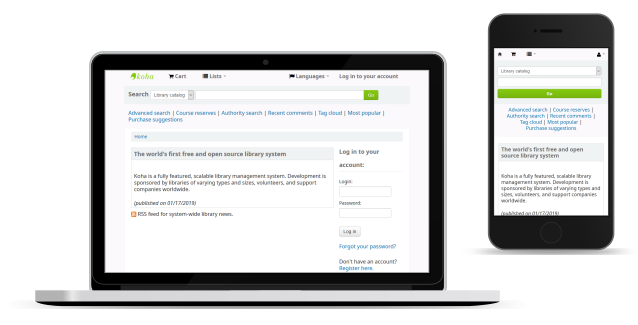 koha Cart Lists Languages Log in to your account
Search Library catalog Go
Advanced search | Course reserves | Authority search | Recent comments | Tag cloud | Most popular |
Purchase suggestions
Home
The world's first free and open source library system
Koha is a fully featured, scalable library management system. Development is
sponsored by libraries of varying types and sizes, volunteers, and support
companies worldwide.
(published on 01/17/2019)
RSS feed for system-wide library news.
Log in to your
account:
Login:
Password:
Log in
Forgot your password?
Don't have an account?
Register here.
Library catalog
Go
Advanced search | Course reserves |
Authority search | Recent comments |
Tag cloud | Most popular |
Purchase suggestions
The world's first free and open
source library system
Koha is a fully featured, scalable library
management system. Development is
sponsored by libraries of varying types and
sizes, volunteers, and support companies
worldwide.
(published on 01/17/2019)